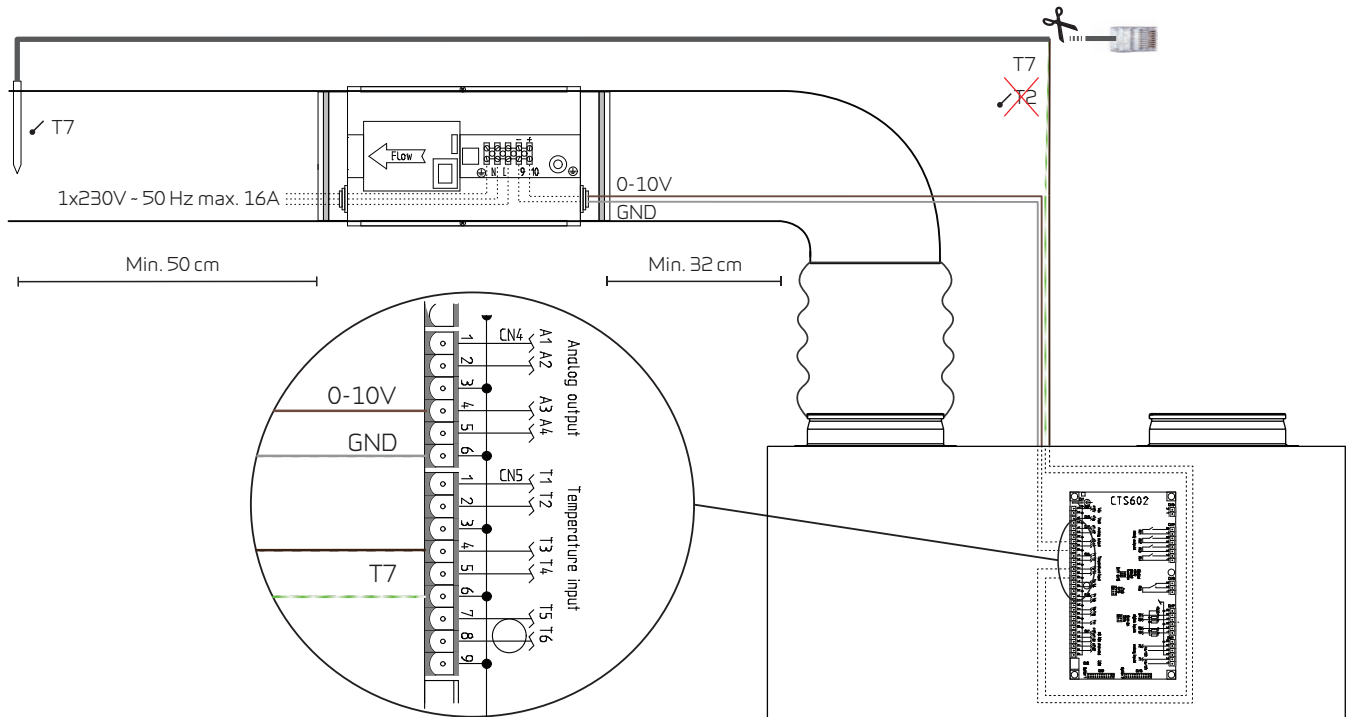 T7
T2
T7
Flow
N L 9 10
- +
1x230V ~ 50 Hz max. 16A
0-10V
GND
Min. 50 cm
Min. 32 cm
0-10V
GND
T7
1 CN4 A1
2 A2
3
4 A3
5 A4
6
Analog output
1 CN5 T1
2 T2
3
4 T3
5 T4
6
7 T5
8 T6
9
Temperature input
CTS602